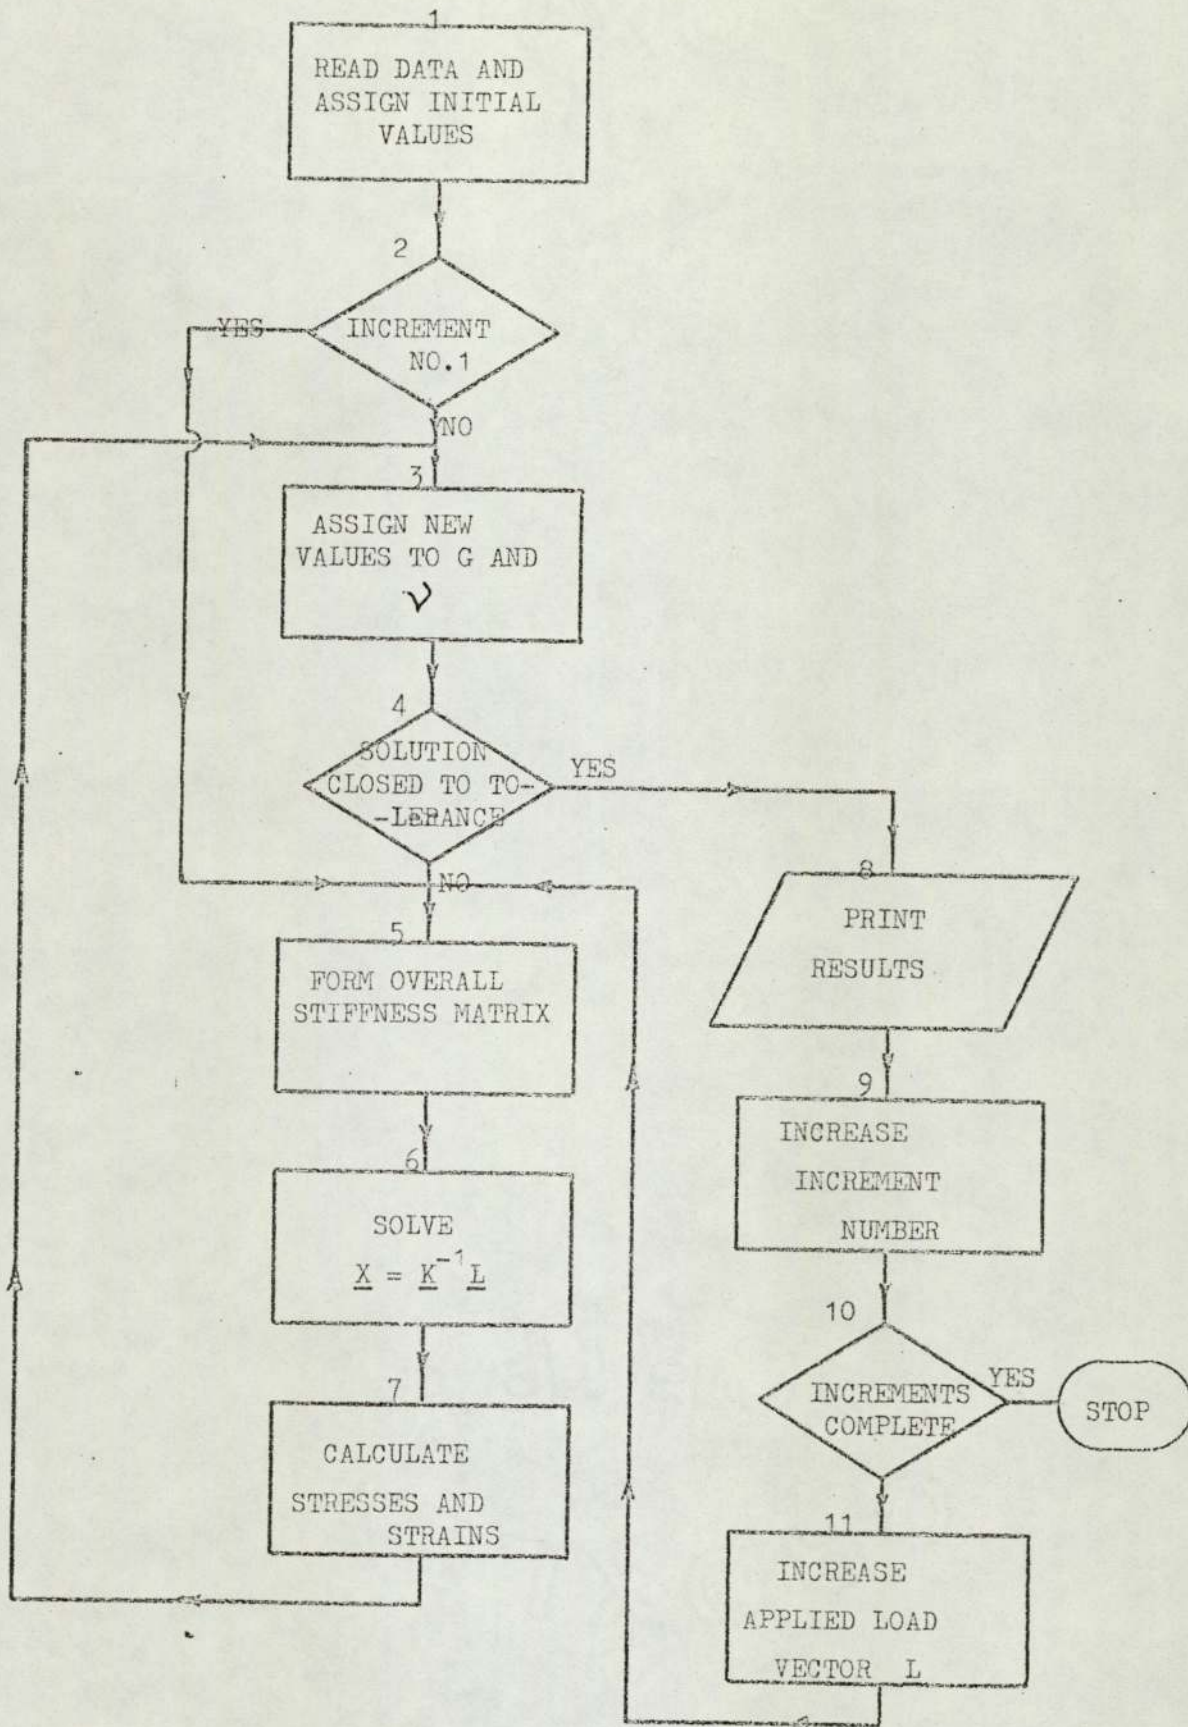 1
READ DATA AND
ASSIGN INITIAL
VALUES
2
YES
INCREMENT
NO.1
NO
3
ASSIGN NEW
VALUES TO G AND
ν
4
SOLUTION
CLOSED TO TO-
-LERANCE
YES
NO
5
FORM OVERALL
STIFFNESS MATRIX
6
SOLVE
X = K⁻¹ L
7
CALCULATE
STRESSES AND
STRAINS
8
PRINT
RESULTS
9
INCREASE
INCREMENT
NUMBER
10
INCREMENTS
COMPLETE
YES
STOP
11
INCREASE
APPLIED LOAD
VECTOR L